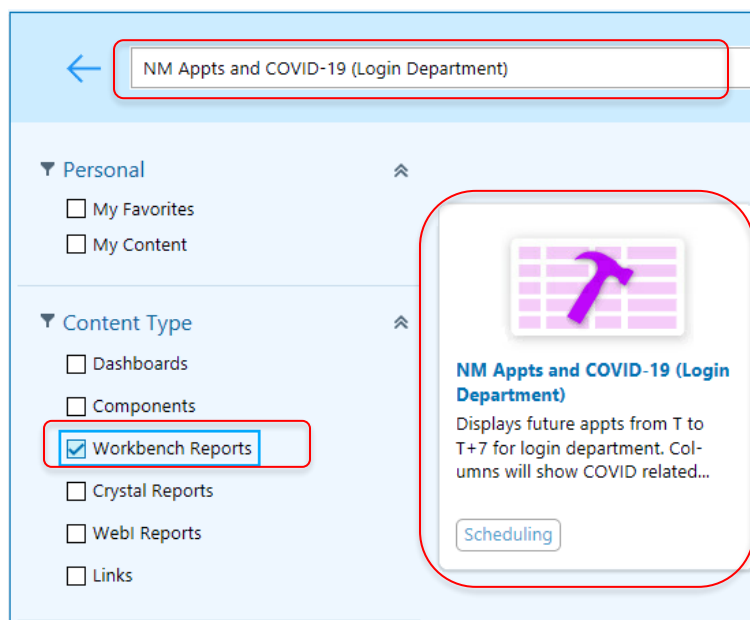 NM Appts and COVID-19 (Login Department)
Personal
My Favorites
My Content
Content Type
Dashboards
Components
Workbench Reports
Crystal Reports
WebI Reports
Links
NM Appts and COVID-19 (Login
Department)
Displays future appts from T to
T+7 for login department. Col-
umns will show COVID related...
Scheduling